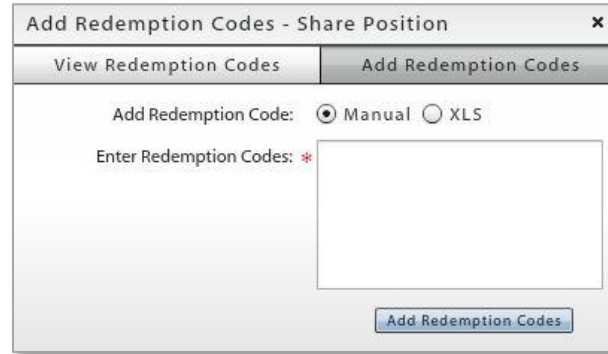 Add Redemption Codes - Share Position x
View Redemption Codes Add Redemption Codes
Add Redemption Code: Manual XLS
Enter Redemption Codes: *
Add Redemption Codes